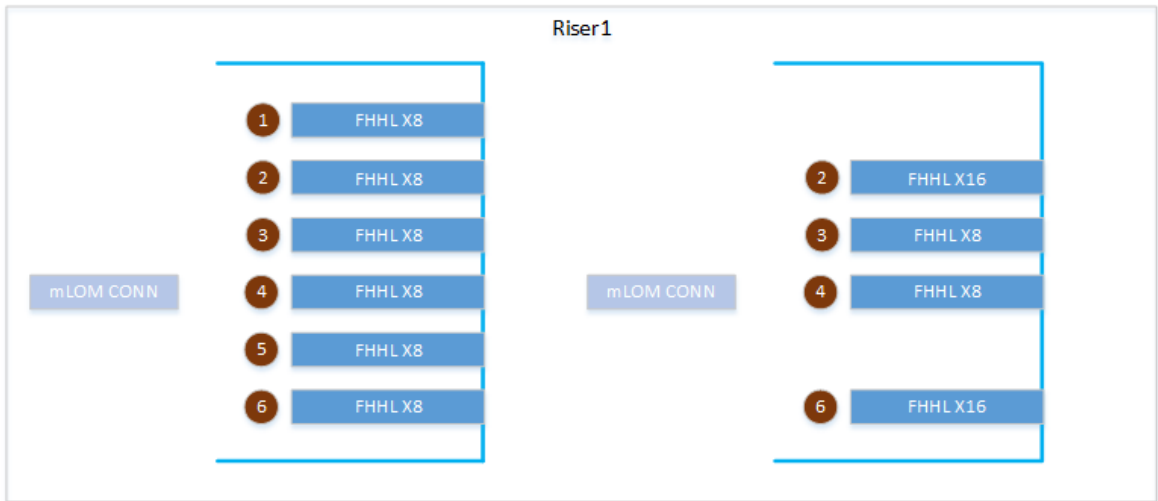 Riser1
1 FHHL X8
2 FHHL X8
3 FHHL X8
mLOM CONN 4 FHHL X8
5 FHHL X8
6 FHHL X8
2 FHHL X16
3 FHHL X8
mLOM CONN 4 FHHL X8
6 FHHL X16